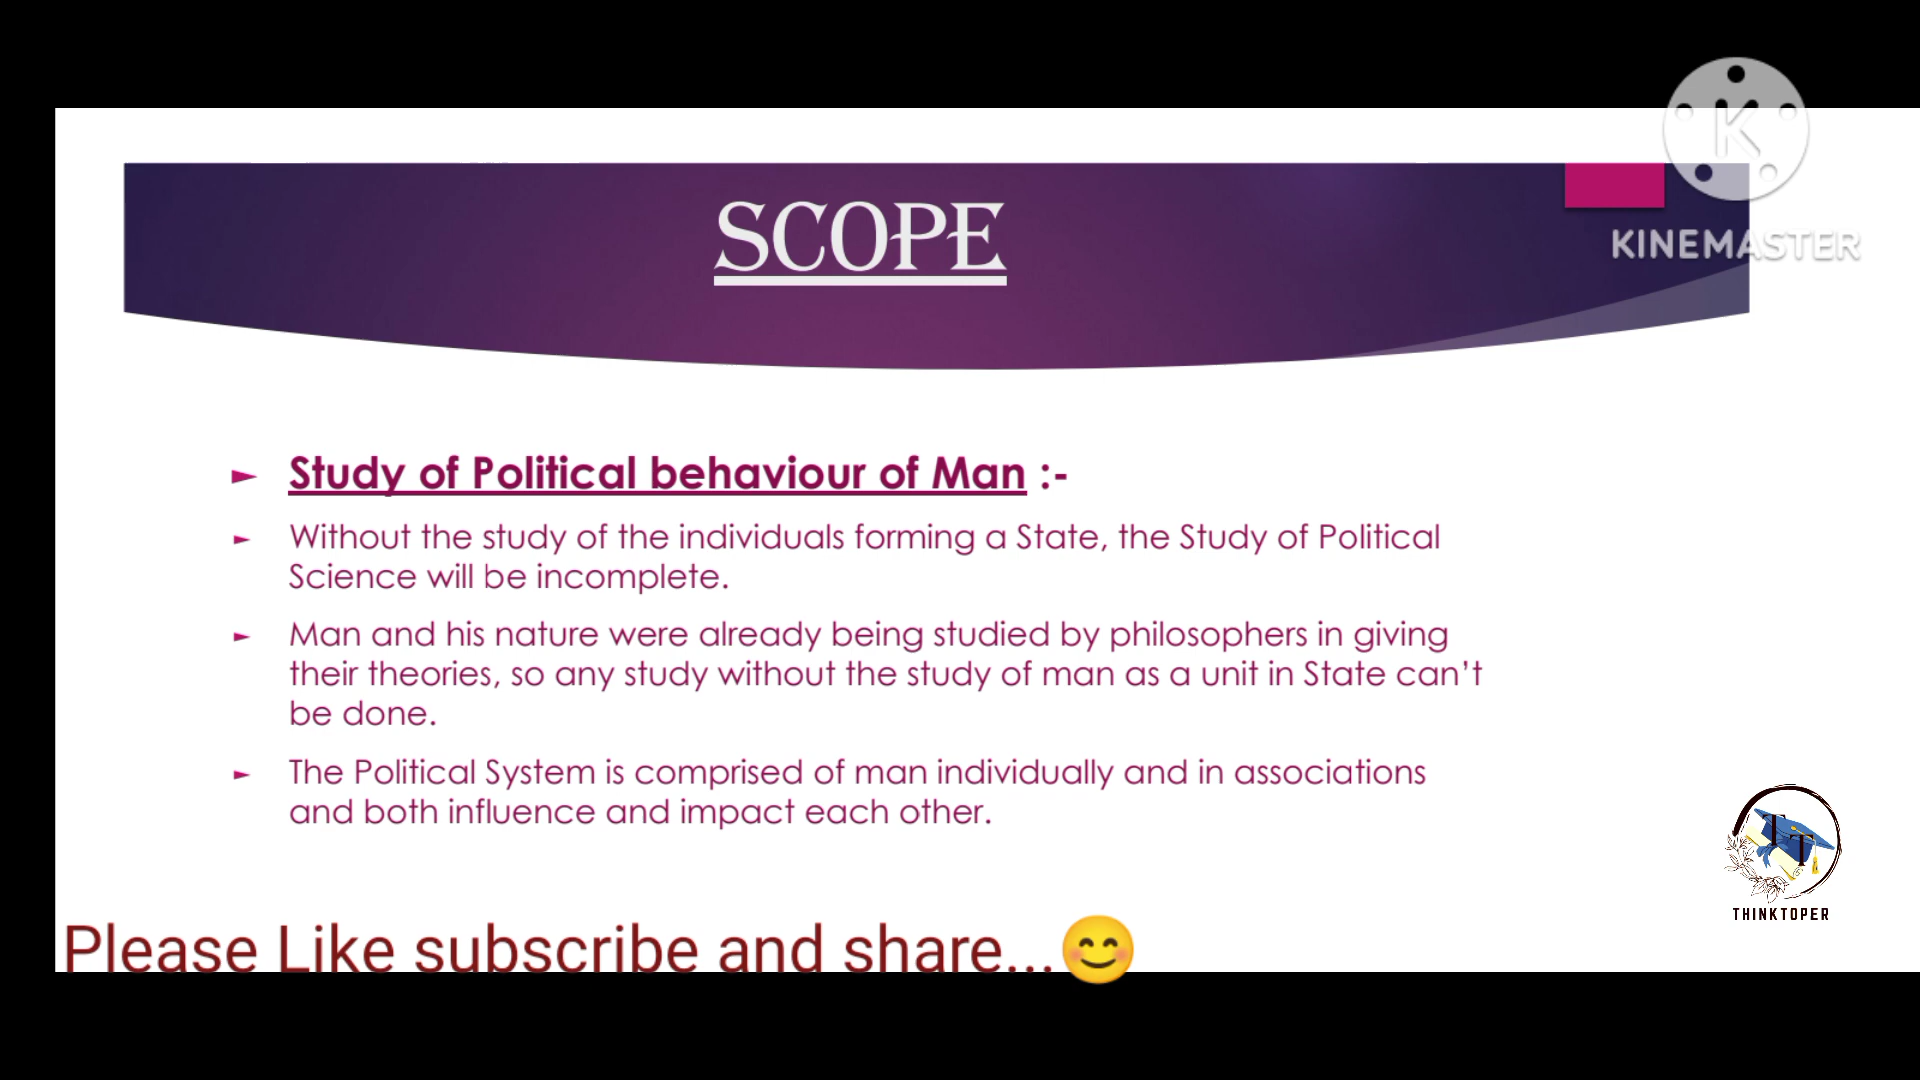 K
KINEMASTER
SCOPE
► Study of Political behaviour of Man :-
► Without the study of the individuals forming a State, the Study of Political
Science will be incomplete.
► Man and his nature were already being studied by philosophers in giving
their theories, so any study without the study of man as a unit in State can't
be done.
► The Political System is comprised of man individually and in associations
and both influence and impact each other.
TT
THINKTOPER
Please Like subscribe and share...😊